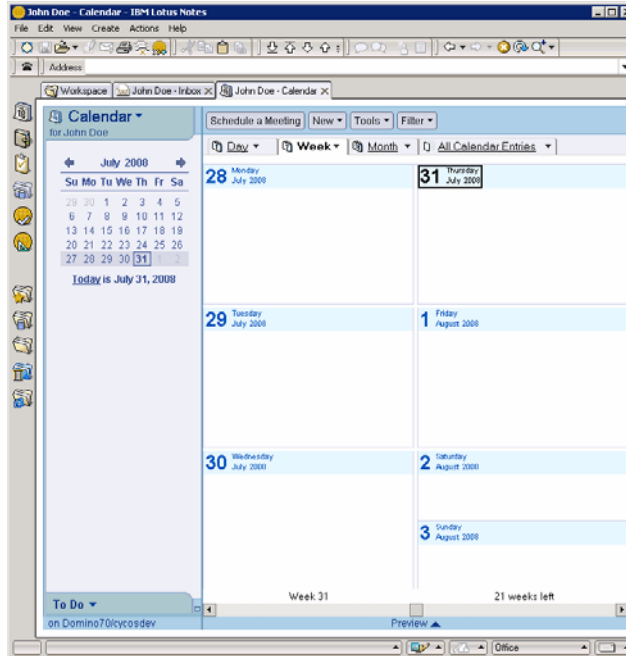 John Doe - Calendar - IBM Lotus Notes
File Edit View Create Actions Help
Address
Workspace John Doe - Inbox John Doe - Calendar
Calendar
for John Doe
Schedule a Meeting New Tools Filter
Day Week Month All Calendar Entries
July 2008
Su Mo Tu We Th Fr Sa
29 30 1 2 3 4 5
6 7 8 9 10 11 12
13 14 15 16 17 18 19
20 21 22 23 24 25 26
27 28 29 30 31 1 2
Today is July 31, 2008
28 Monday
July 2008
31 Thursday
July 2008
29 Tuesday
July 2008
1 Friday
August 2008
30 Wednesday
July 2008
2 Saturday
August 2008
3 Sunday
August 2008
Week 31
21 weeks left
To Do
on Domino70/cycosdev
Preview
Office